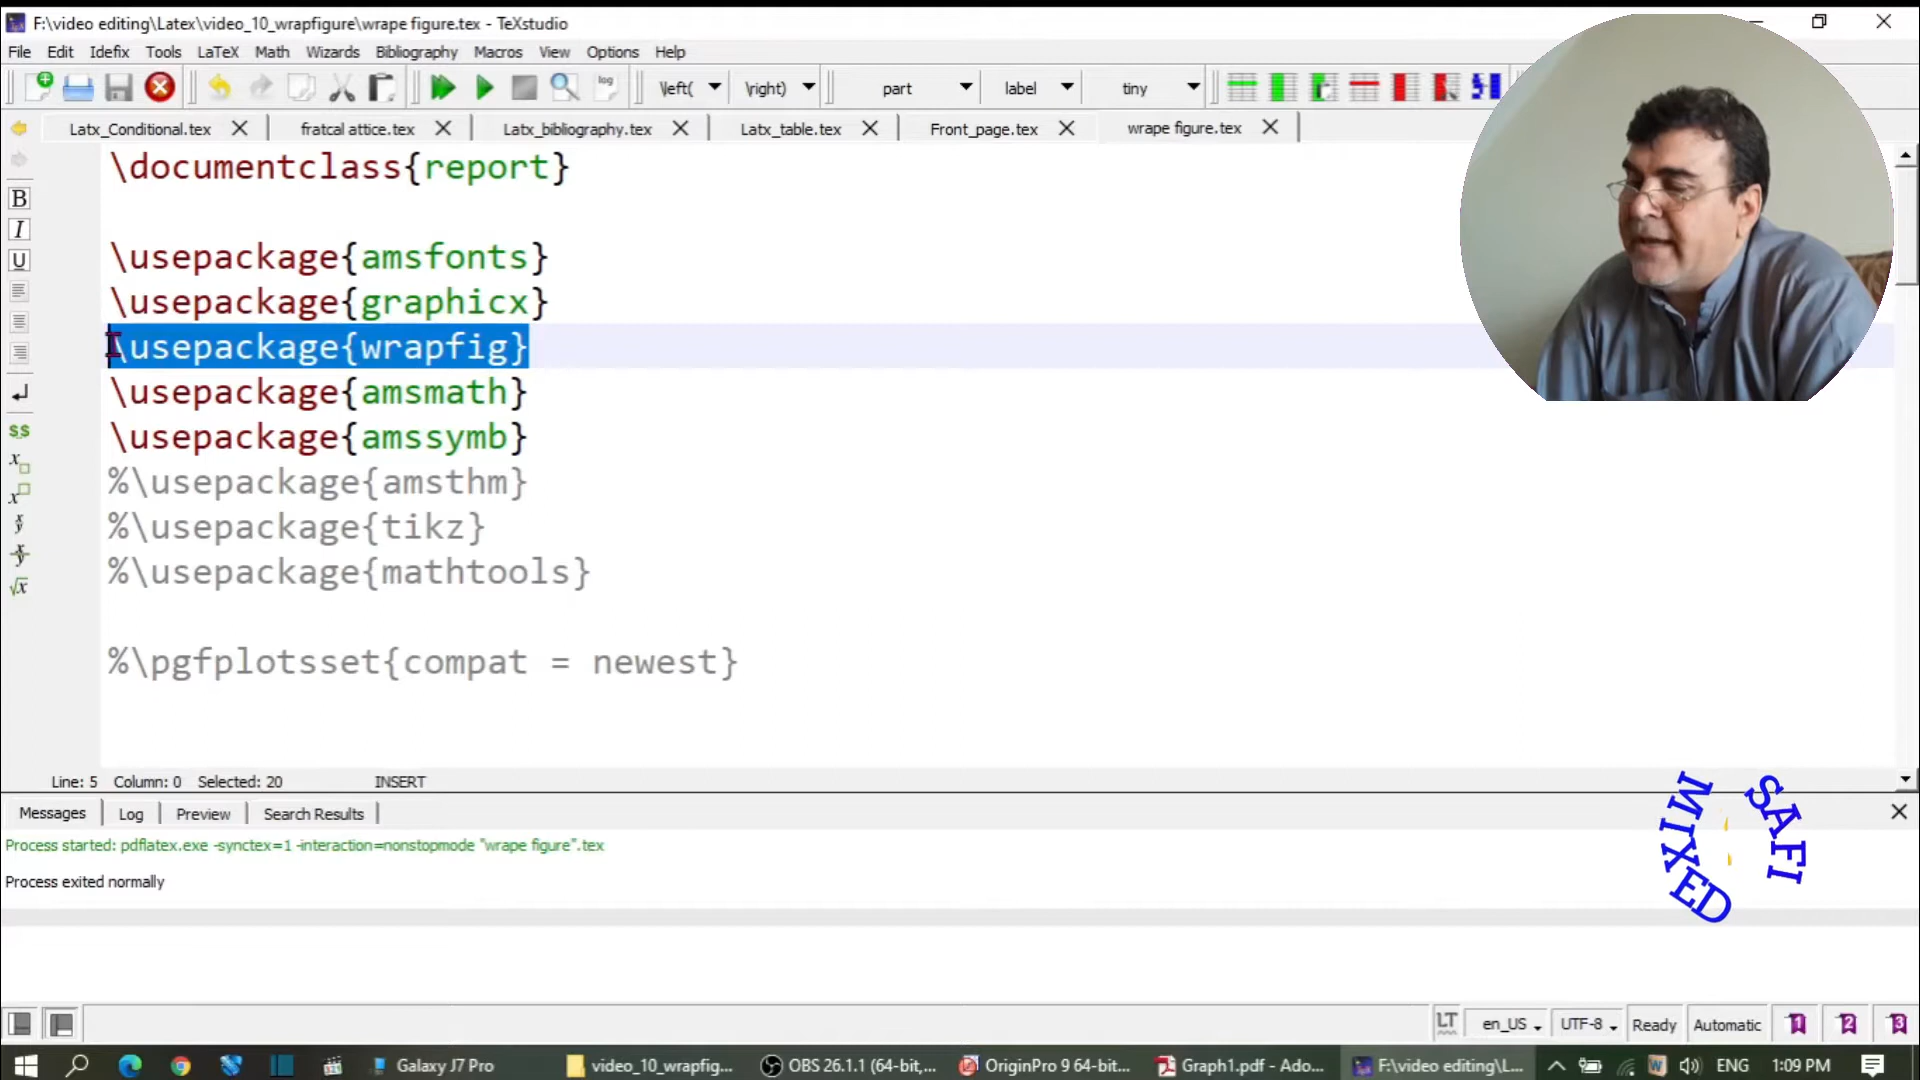 F:\video editing\Latex\video_10_wrapfigure\wrape figure.tex - TeXstudio
File Edit Idefix Tools LaTeX Math Wizards Bibliography Macros View Options Help
log \left( \right) part label tiny
Latx_Conditional.tex fratcal attice.tex Latx_bibliography.tex Latx_table.tex Front_page.tex wrape figure.tex
\documentclass{report}
\usepackage{amsfonts}
\usepackage{graphicx}
\usepackage{wrapfig}
\usepackage{amsmath}
\usepackage{amssymb}
%\usepackage{amsthm}
%\usepackage{tikz}
%\usepackage{mathtools}
%\pgfplotsset{compat = newest}
B
I
U
$$
Line: 5 Column: 0 Selected: 20 INSERT
Messages Log Preview Search Results
Process started: pdflatex.exe -synctex=1 -interaction=nonstopmode "wrape figure".tex
Process exited normally
SAFI
MIXED
LT en_US UTF-8 Ready Automatic 1 2 3
Galaxy J7 Pro video_10_wrapfig... OBS 26.1.1 (64-bit,... OriginPro 9 64-bit... Graph1.pdf - Ado... F:\video editing\L... ENG 1:09 PM